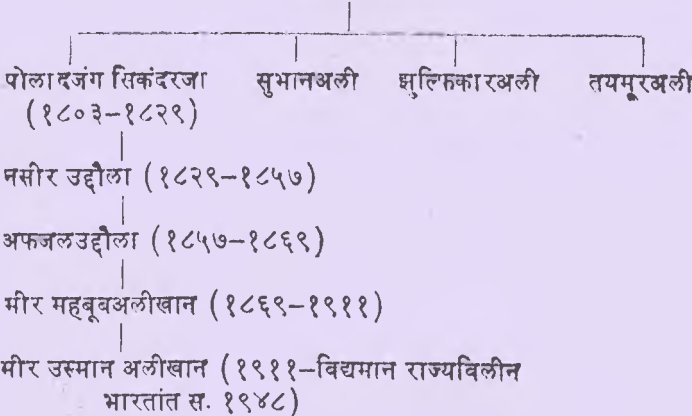 पोलादजंग सिकंदरजा सुभानअली झुल्फिकारअली तयमूरअली
(१८०३–१८२९)
नसीर उद्दौला (१८२९–१८५७)
अफजलउद्दौला (१८५७–१८६९)
मीर महबूबअलीखान (१८६९–१९११)
मीर उस्मान अलीखान (१९११–विद्यमान राज्यविलीन
भारतांत स. १९४८)